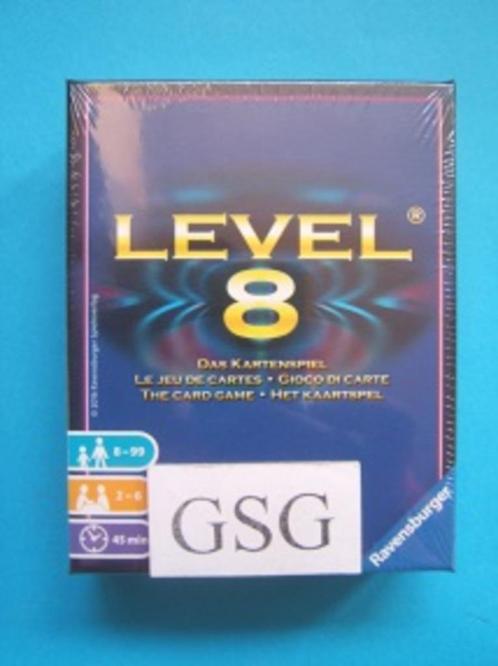 LEVEL ®
8
DAS KARTENSPIEL
LE JEU DE CARTES • GIOCO DI CARTE
THE CARD GAME • HET KAARTSPEL
8-99
2-6
45 min
GSG
Ravensburger